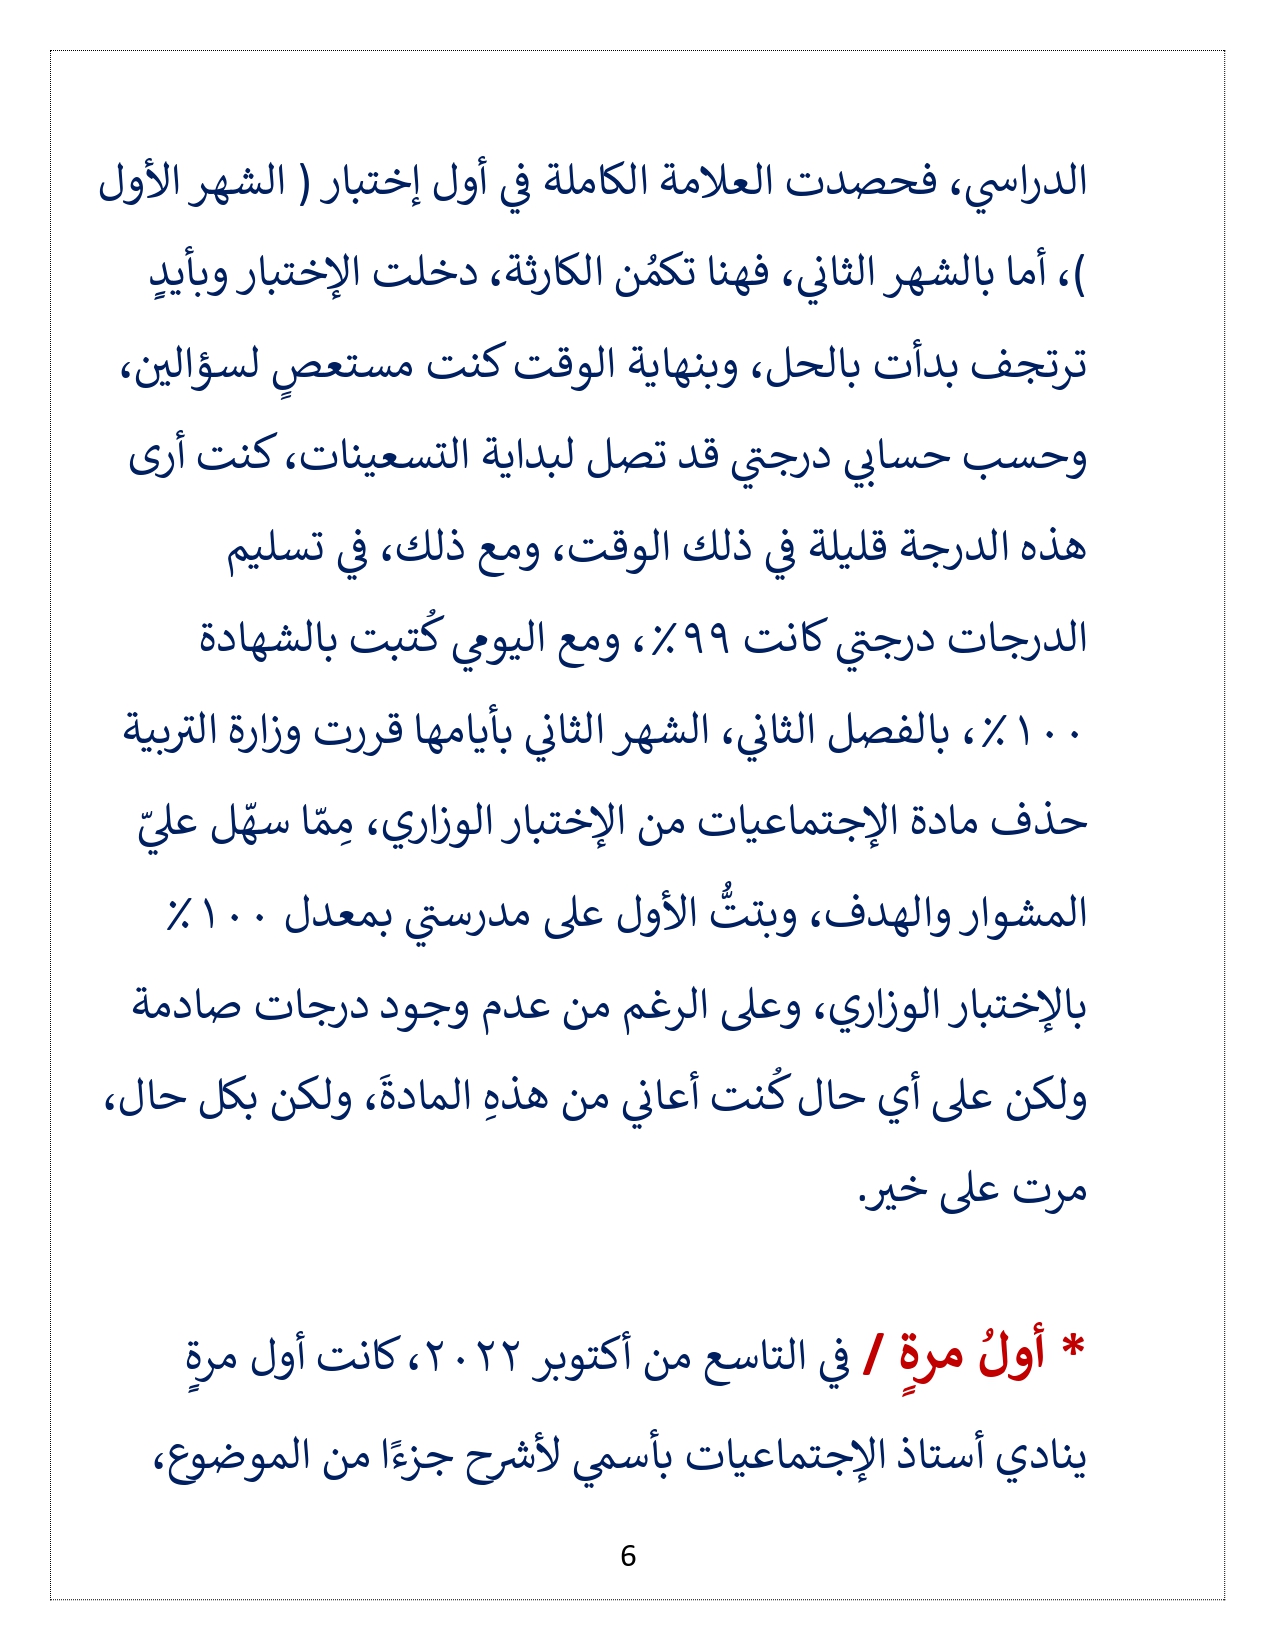 الدراسي، فحصدت العلامة الكاملة في أول إختبار ( الشهر الأول
)، أما بالشهر الثاني، فهنا تكمُن الكارثة، دخلت الإختبار وبأيدٍ
ترتجف بدأت بالحل، وبنهاية الوقت كنت مستعصٍ لسؤالين،
وحسب حسابي درجتي قد تصل لبداية التسعينات، كنت أرى
هذه الدرجة قليلة في ذلك الوقت، ومع ذلك، في تسليم
الدرجات درجتي كانت ٩٩٪، ومع اليومي كُتبت بالشهادة
١٠٠٪، بالفصل الثاني، الشهر الثاني بأيامها قررت وزارة التربية
حذف مادة الإجتماعيات من الإختبار الوزاري، مِمّا سهّل عليّ
المشوار والهدف، وبتتُّ الأول على مدرستي بمعدل ١٠٠٪
بالإختبار الوزاري، وعلى الرغم من عدم وجود درجات صادمة
ولكن على أي حال كُنت أعاني من هذهِ المادةَ، ولكن بكل حال،
مرت على خير.
* أولُ مرةٍ / في التاسع من أكتوبر ٢٠٢٢، كانت أول مرةٍ
ينادي أستاذ الإجتماعيات بأسمي لأشرح جزءًا من الموضوع،
6